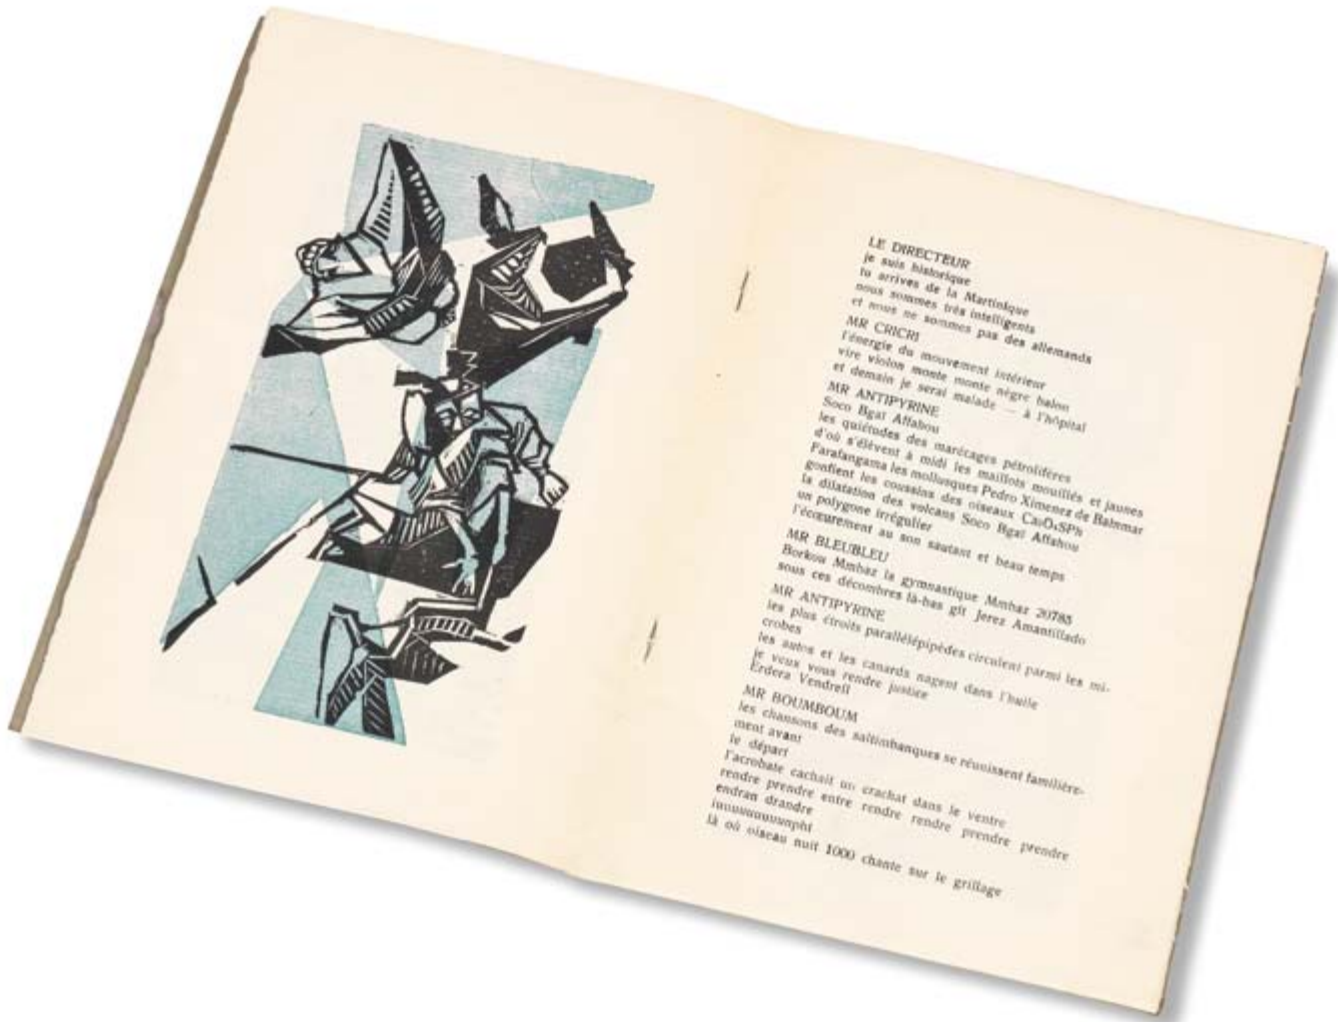 LE DIRECTEUR
je suis historique
tu arrives de la Martinique
nous sommes très intelligents
et nous ne sommes pas des allemands
MR CRICRI
l'énergie du mouvement intérieur
vire violon monte monte nègre balon
et demain je serai malade — à l'hôpital
MR ANTIPYRINE
Soco Bgaï Affahou
les quiétudes des marécages pétrolifères
d'où s'élèvent à midi les maillots mouillés et jaunes
Farafangama les mollusques Pedro Ximenez de Balmmar
gonflent les coussins des oiseaux Ca₂O₄SPh
la dilatation des volcans Soco Bgaï Affahou
un polygone irrégulier
l'écœurement au son sautant et beau temps
MR BLEUBLEU
Borkou Mmbaz la gymnastique Mmbaz 20785
sous ces décombres là-bas gît Jerez Amantillado
MR ANTIPYRINE
les plus étroits parallélépipèdes circulent parmi les mi-
crobes
les autos et les canards nagent dans l'huile
je veux vous rendre justice
Erdera Vendrell
MR BOUMBOUM
les chansons des saltimbanques se réunissent familière-
ment avant
le départ
l'acrobate cachait un crachat dans le ventre
rendre prendre entre rendre rendre prendre prendre
endran drandre
iuuuuuuuuunpht
là où oiseau nuit 1000 chante sur le grillage